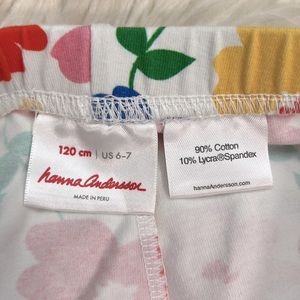 120 cm | US 6-7
hanna Andersson
MADE IN PERU
90% Cotton
10% Lycra®Spandex
hannaAndersson.com